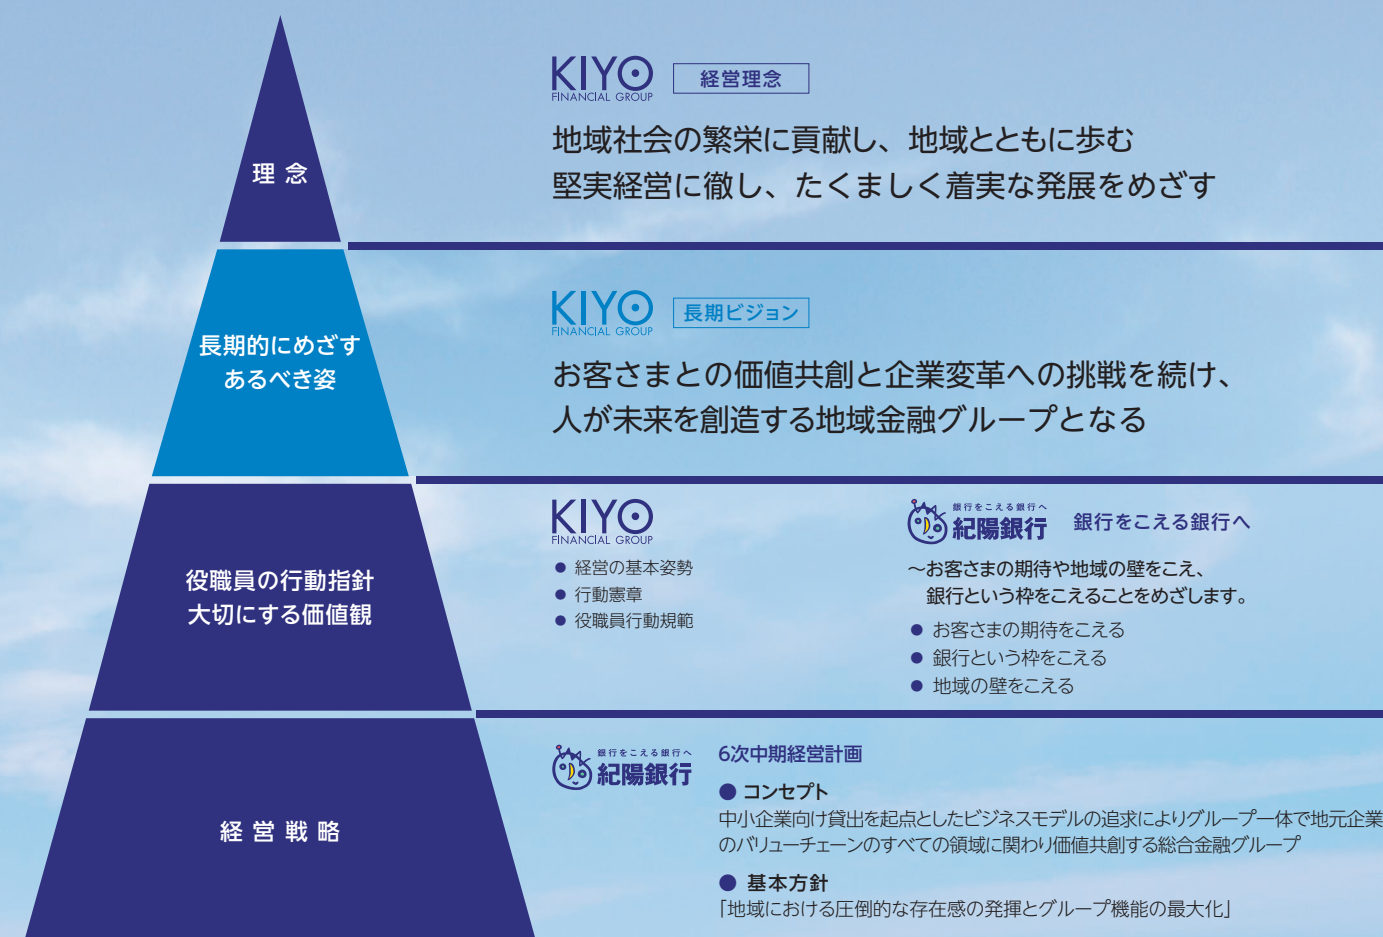 理念
KIYO
FINANCIAL GROUP
経営理念
地域社会の繁栄に貢献し、地域とともに歩む
堅実経営に徹し、たくましく着実な発展をめざす
長期的にめざす
あるべき姿
KIYO
FINANCIAL GROUP
長期ビジョン
お客さまとの価値共創と企業変革への挑戦を続け、
人が未来を創造する地域金融グループとなる
役職員の行動指針
大切にする価値観
KIYO
FINANCIAL GROUP
● 経営の基本姿勢
● 行動憲章
● 役職員行動規範
銀行をこえる銀行へ
紀陽銀行
銀行をこえる銀行へ
～お客さまの期待や地域の壁をこえ、
銀行という枠をこえることをめざします。
● お客さまの期待をこえる
● 銀行という枠をこえる
● 地域の壁をこえる
経営戦略
銀行をこえる銀行へ
紀陽銀行
6次中期経営計画
● コンセプト
中小企業向け貸出を起点としたビジネスモデルの追求によりグループ一体で地元企業
のバリューチェーンのすべての領域に関わり価値共創する総合金融グループ
● 基本方針
「地域における圧倒的な存在感の発揮とグループ機能の最大化」